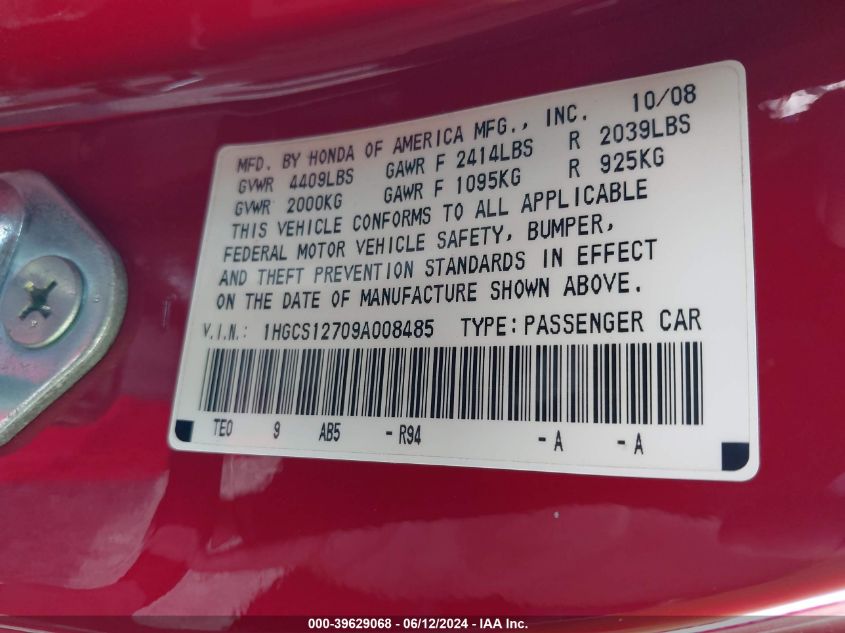 10/08
MFD. BY HONDA OF AMERICA MFG., INC.
GVWR 4409LBS GAWR F 2414LBS R 2039LBS
GVWR 2000KG GAWR F 1095KG R 925KG
THIS VEHICLE CONFORMS TO ALL APPLICABLE
FEDERAL MOTOR VEHICLE SAFETY, BUMPER,
AND THEFT PREVENTION STANDARDS IN EFFECT
ON THE DATE OF MANUFACTURE SHOWN ABOVE.
V.I.N.: 1HGCS12709A008485 TYPE: PASSENGER CAR
TE0 9 AB5 - R94 - A - A
000-39629068 - 06/12/2024 - IAA Inc.